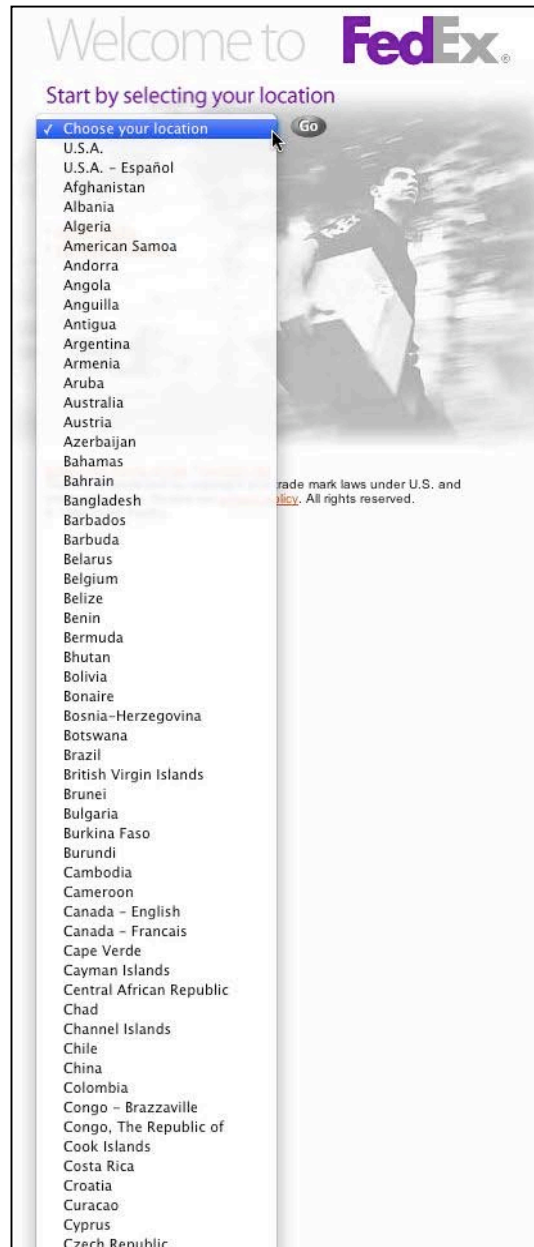 Welcome to FedEx®
Start by selecting your location
✓ Choose your location Go
U.S.A.
U.S.A. – Español
Afghanistan
Albania
Algeria
American Samoa
Andorra
Angola
Anguilla
Antigua
Argentina
Armenia
Aruba
Australia
Austria
Azerbaijan
Bahamas
Bahrain
trade mark laws under U.S. and
Bangladesh
. All rights reserved.
Barbados
Barbuda
Belarus
Belgium
Belize
Benin
Bermuda
Bhutan
Bolivia
Bonaire
Bosnia-Herzegovina
Botswana
Brazil
British Virgin Islands
Brunei
Bulgaria
Burkina Faso
Burundi
Cambodia
Cameroon
Canada – English
Canada – Francais
Cape Verde
Cayman Islands
Central African Republic
Chad
Channel Islands
Chile
China
Colombia
Congo – Brazzaville
Congo, The Republic of
Cook Islands
Costa Rica
Croatia
Curacao
Cyprus
Czech Republic